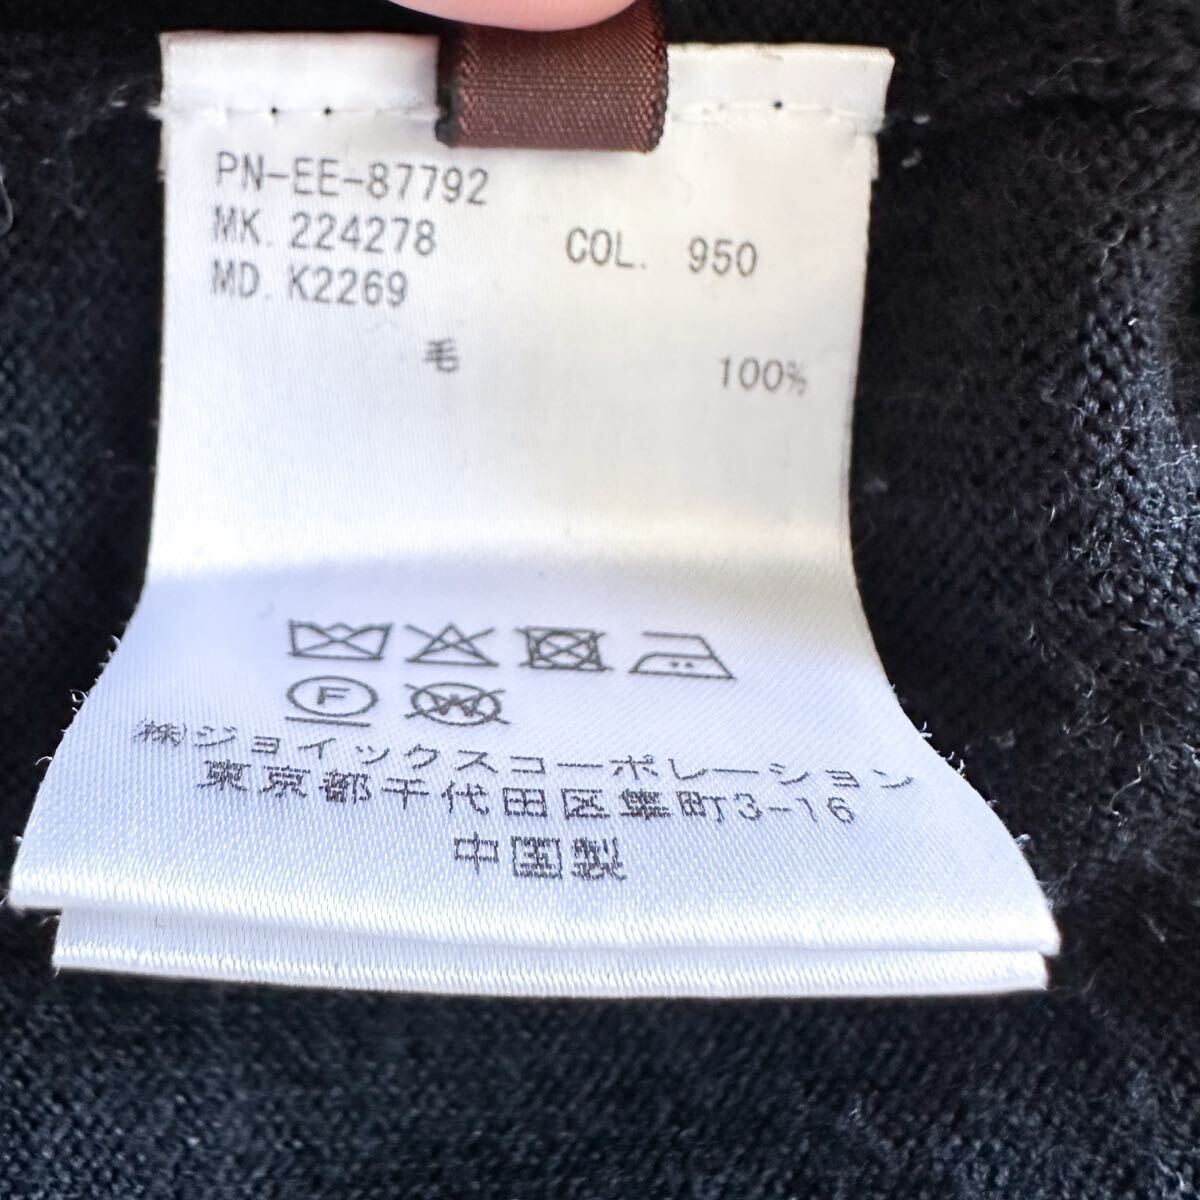 PN-EE-87792
MK. 224278 COL. 950
MD. K2269
毛 100%
F W
㈱ジョイックスコーポレーション
東京都千代田区隼町3-16
中国製